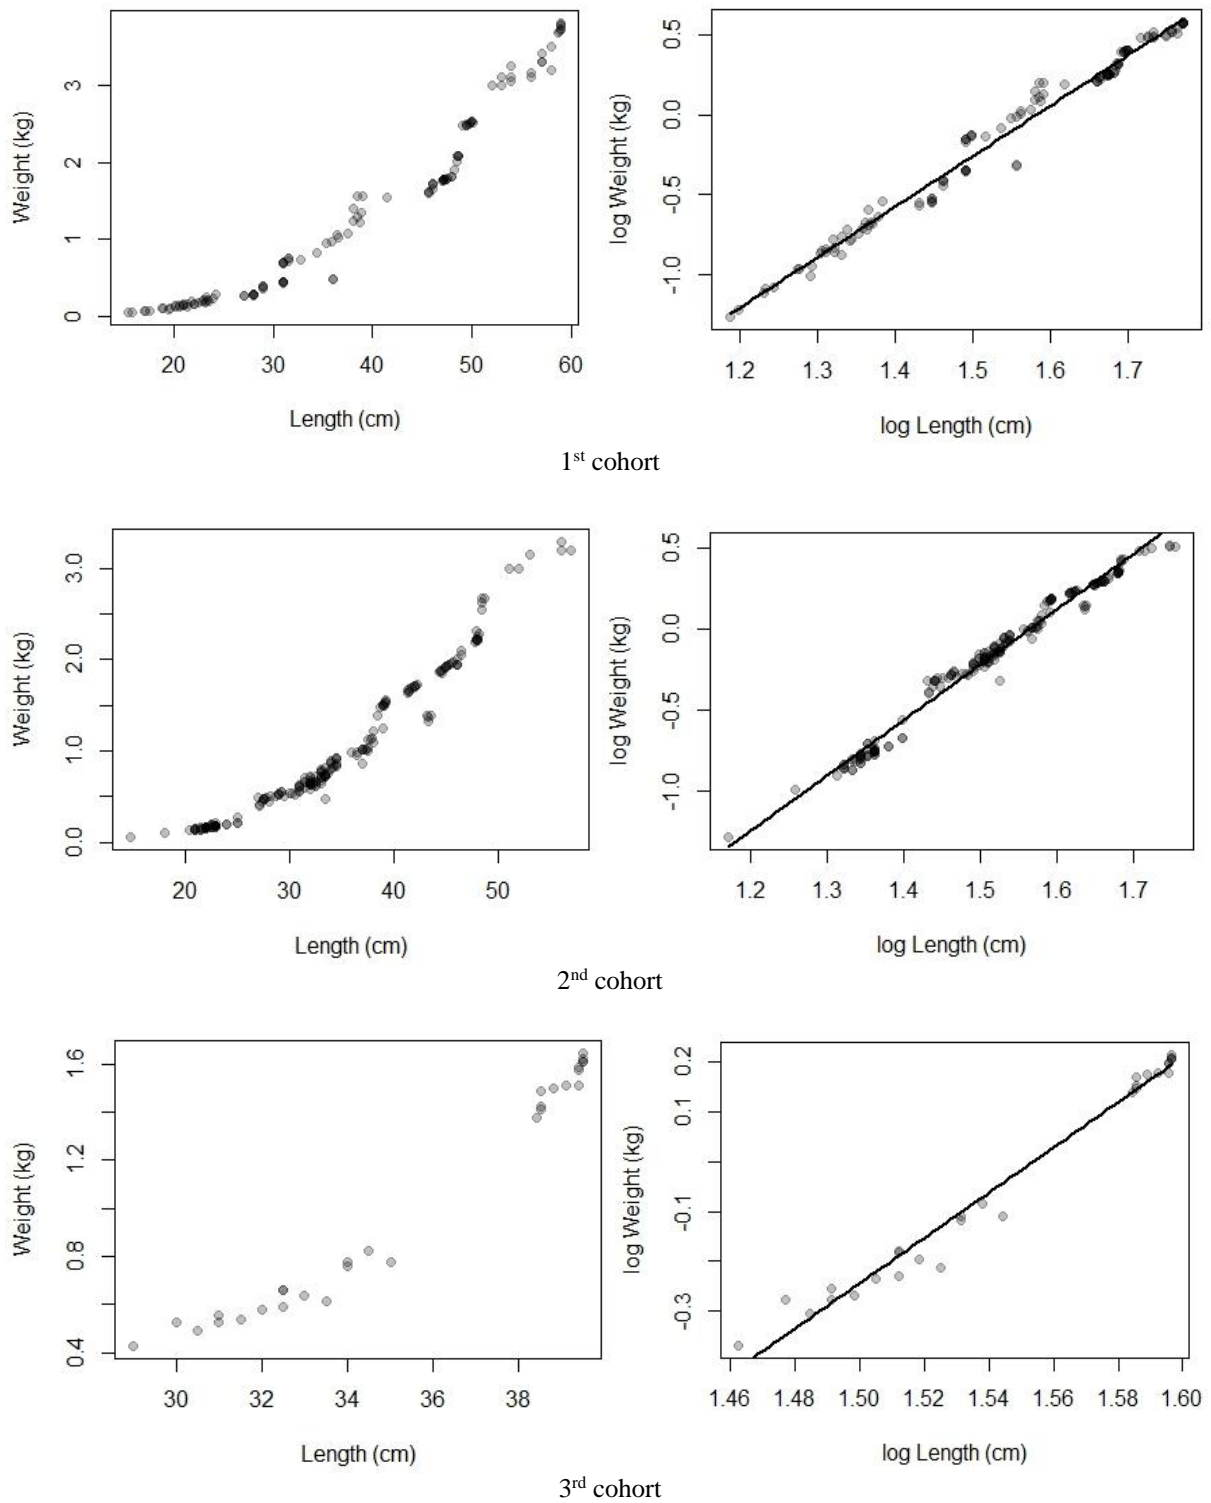 Weight (kg)
0 1 2 3
20 30 40 50 60
Length (cm)
log Weight (kg)
-1.0 -0.5 0.0 0.5
1.2 1.3 1.4 1.5 1.6 1.7
log Length (cm)
1st cohort
Weight (kg)
0.0 1.0 2.0 3.0
20 30 40 50
Length (cm)
log Weight (kg)
-1.0 -0.5 0.0 0.5
1.2 1.3 1.4 1.5 1.6 1.7
log Length (cm)
2nd cohort
Weight (kg)
0.4 0.8 1.2 1.6
30 32 34 36 38
Length (cm)
log Weight (kg)
-0.3 -0.1 0.1 0.2
1.46 1.48 1.50 1.52 1.54 1.56 1.58 1.60
log Length (cm)
3rd cohort